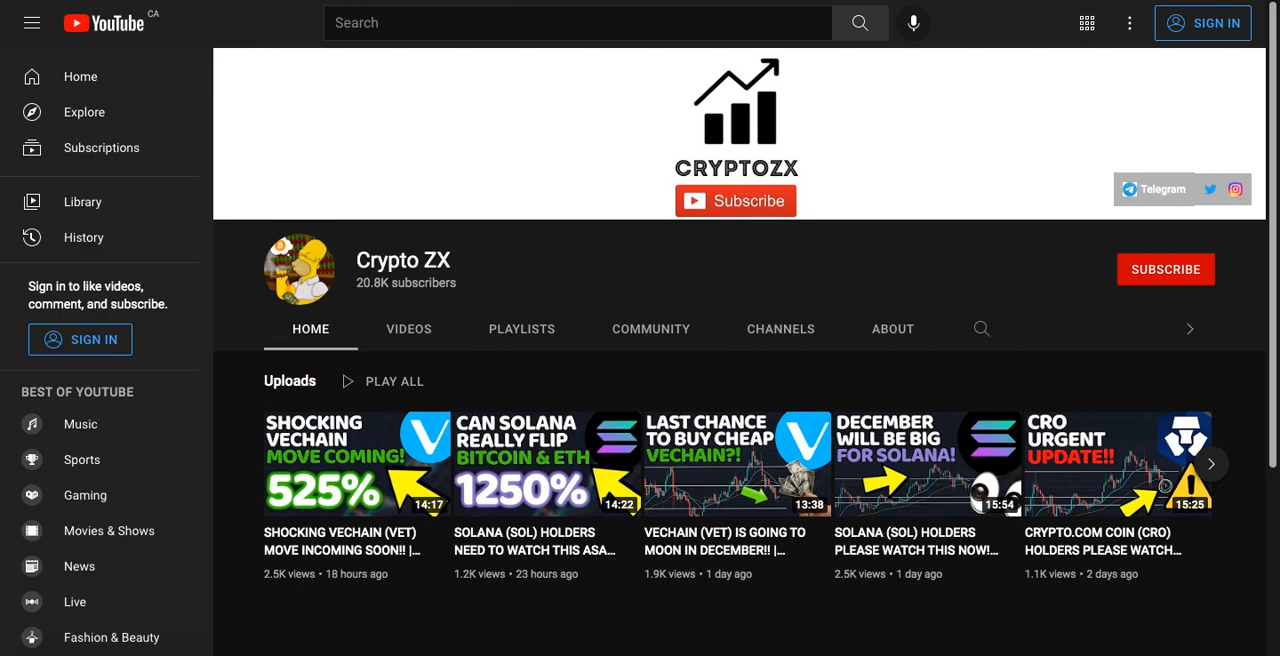 YouTube CA
Search
SIGN IN
Home
Explore
Subscriptions
Library
History
Sign in to like videos,
comment, and subscribe.
SIGN IN
BEST OF YOUTUBE
Music
Sports
Gaming
Movies & Shows
News
Live
Fashion & Beauty
CRYPTOZX
Subscribe
Telegram
Crypto ZX
20.8K subscribers
SUBSCRIBE
HOME VIDEOS PLAYLISTS COMMUNITY CHANNELS ABOUT
Uploads PLAY ALL
SHOCKING
VECHAIN
MOVE COMING!
525%
14:17
SHOCKING VECHAIN (VET)
MOVE INCOMING SOON!! |...
2.5K views • 18 hours ago
CAN SOLANA
REALLY FLIP
BITCOIN & ETH
1250%
14:22
SOLANA (SOL) HOLDERS
NEED TO WATCH THIS ASA...
1.2K views • 23 hours ago
LAST CHANCE
TO BUY CHEAP
VECHAIN?!
13:38
VECHAIN (VET) IS GOING TO
MOON IN DECEMBER!! |...
1.9K views • 1 day ago
DECEMBER
WILL BE BIG
FOR SOLANA!
15:54
SOLANA (SOL) HOLDERS
PLEASE WATCH THIS NOW!...
2.5K views • 1 day ago
CRO
URGENT
UPDATE!!
15:25
CRYPTO.COM COIN (CRO)
HOLDERS PLEASE WATCH...
1.1K views • 2 days ago